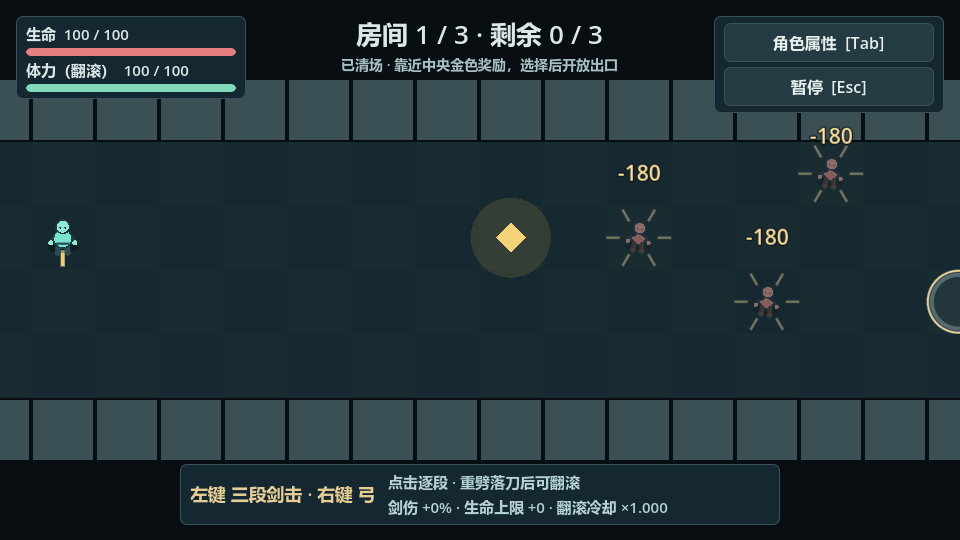 生命 100 / 100
体力（翻滚） 100 / 100
房间 1 / 3 · 剩余 0 / 3
已清场 · 靠近中央金色奖励，选择后开放出口
角色属性 [Tab]
暂停 [Esc]
-180
-180
-180
左键 三段剑击 · 右键 弓
点击逐段 · 重劈落刀后可翻滚
剑伤 +0% · 生命上限 +0 · 翻滚冷却 ×1.000